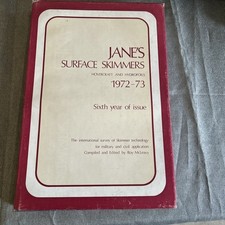 JANE'S
SURFACE SKIMMERS
HOVERCRAFT AND HYDROFOILS
1972-73
Sixth year of issue
The international survey of skimmer technology
for military and civil application
Compiled and Edited by Roy McLeavy